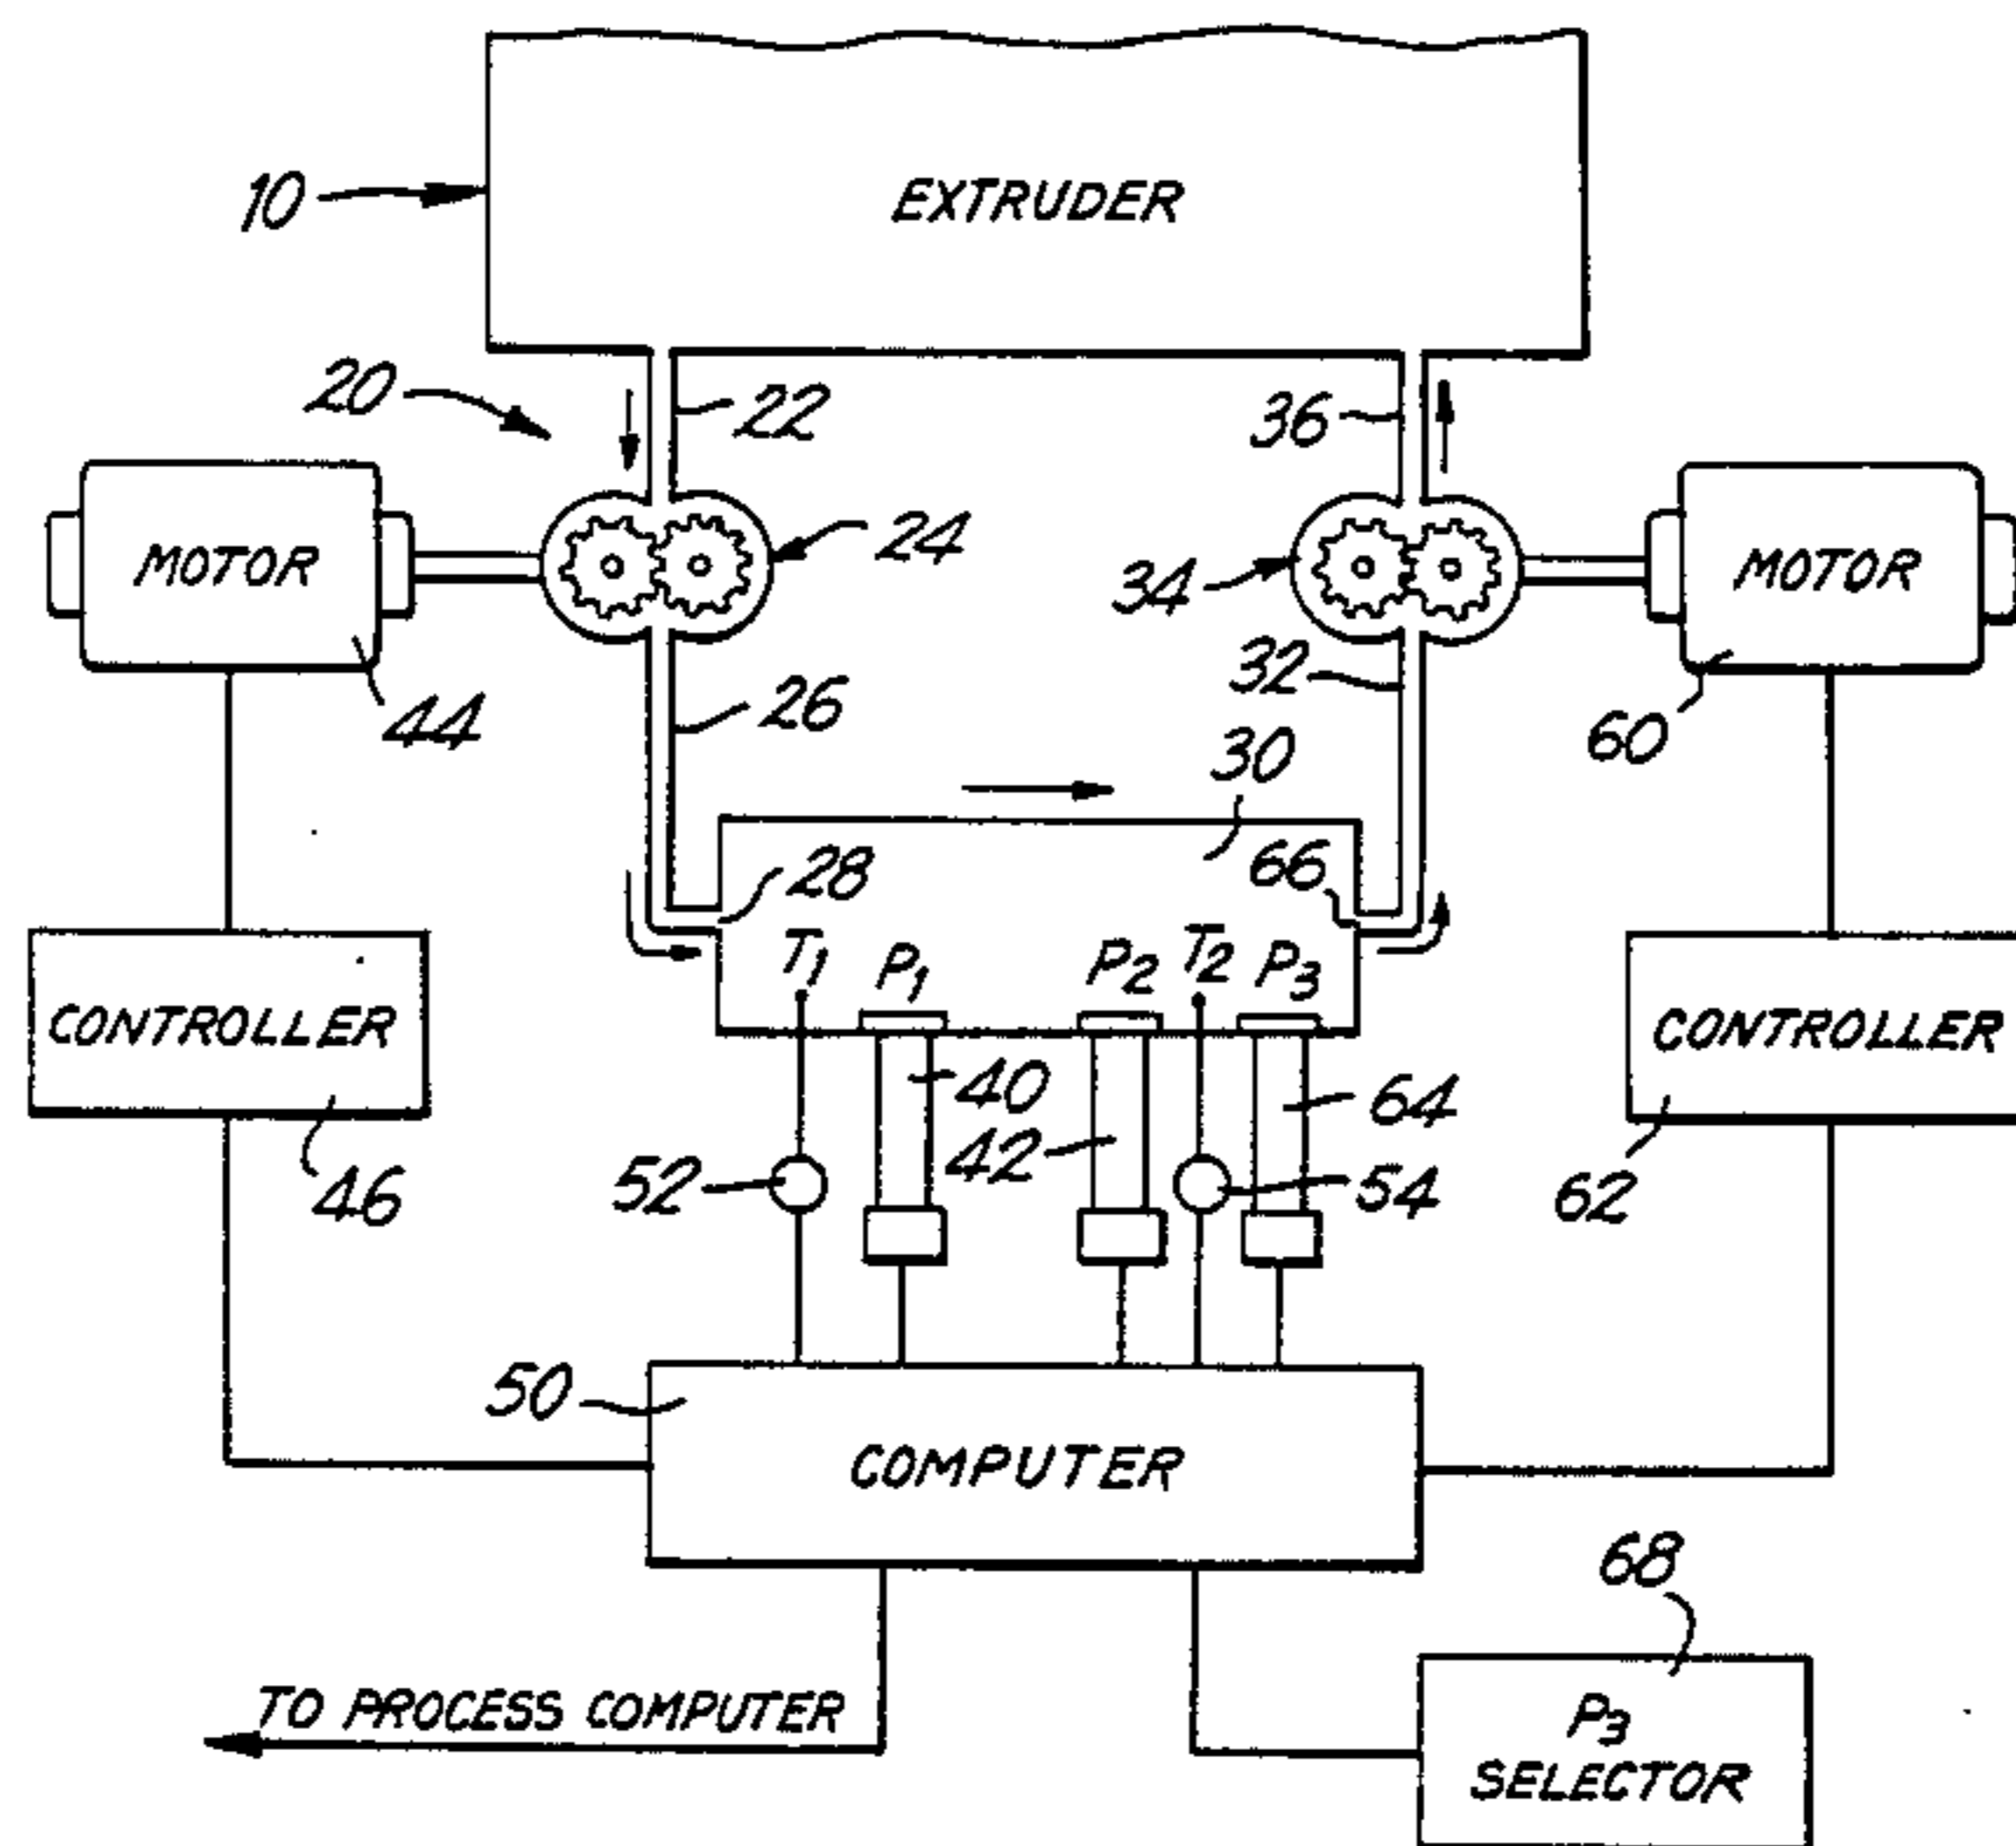 10
EXTRUDER
20
22
36
MOTOR
24
34
MOTOR
44
26
32
30
60
28
66
T1
P1
P2
T2
P3
CONTROLLER
CONTROLLER
40
42
64
52
54
46
62
50
COMPUTER
68
TO PROCESS COMPUTER
P3
SELECTOR